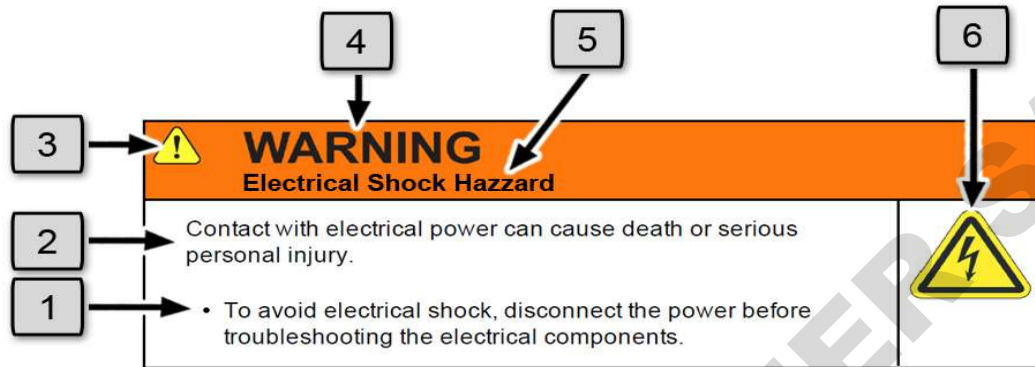 4
5
6
3
WARNING
Electrical Shock Hazzard
2
Contact with electrical power can cause death or serious
personal injury.
1
• To avoid electrical shock, disconnect the power before
troubleshooting the electrical components.
ER S